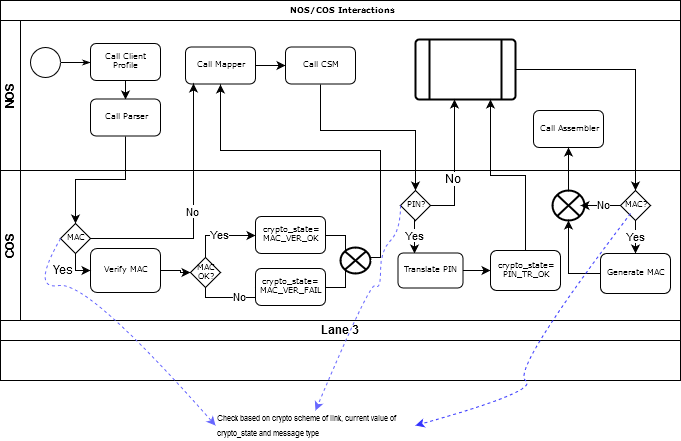 NOS/COS Interactions
NOS
Call Client
Profile
Call Parser
Call Mapper
Call CSM
Call Assembler
COS
MAC
Yes
No
Verify MAC
MAC
OK?
Yes
No
crypto_state=
MAC_VER_OK
crypto_state=
MAC_VER_FAIL
PIN?
No
Yes
Translate PIN
crypto_state=
PIN_TR_OK
MAC?
No
Yes
Generate MAC
Lane 3
Check based on crypto scheme of link, current value of
crypto_state and message type